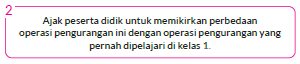 2
Ajak peserta didik untuk memikirkan perbedaan
operasi pengurangan ini dengan operasi pengurangan yang
pernah dipelajari di kelas 1.